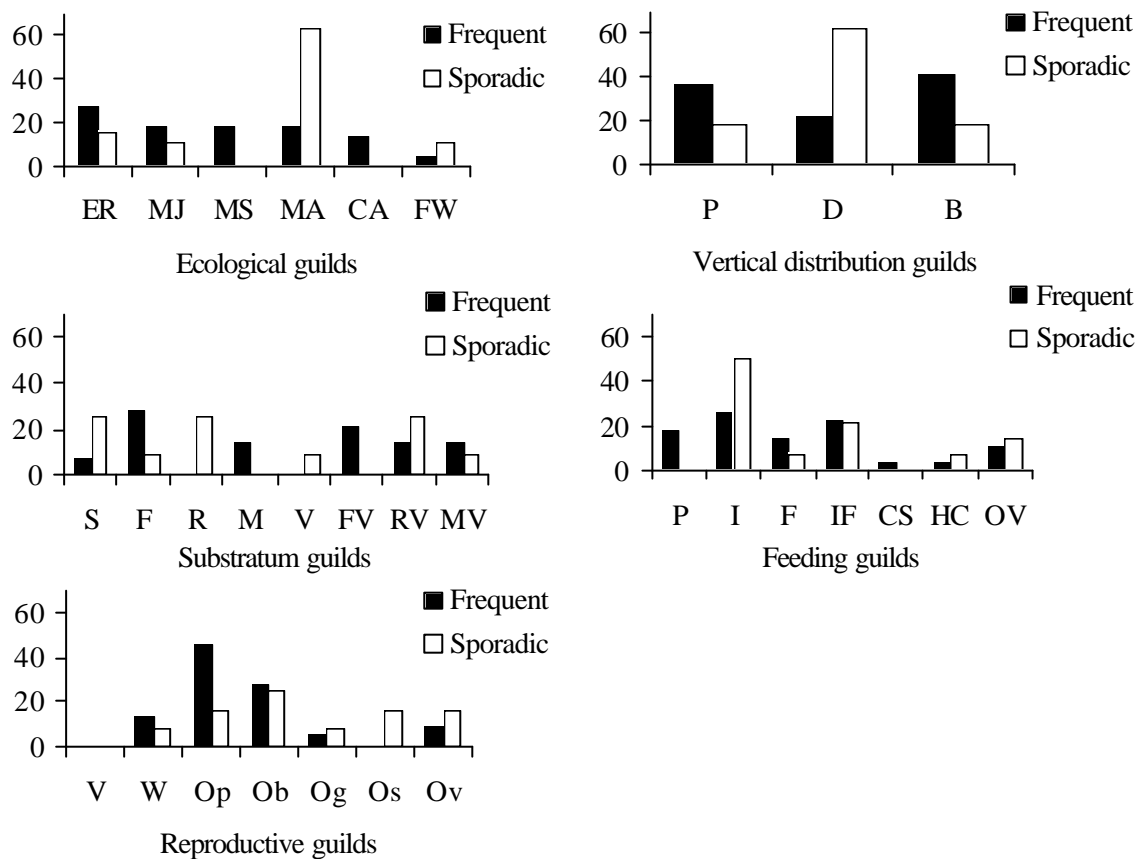 60
40
20
0
Frequent
Sporadic
ER MJ MS MA CA FW
Ecological guilds
60
40
20
0
Frequent
Sporadic
P D B
Vertical distribution guilds
60
40
20
0
Frequent
Sporadic
S F R M V FV RV MV
Substratum guilds
60
40
20
0
Frequent
Sporadic
P I F IF CS HC OV
Feeding guilds
60
40
20
0
Frequent
Sporadic
V W Op Ob Og Os Ov
Reproductive guilds